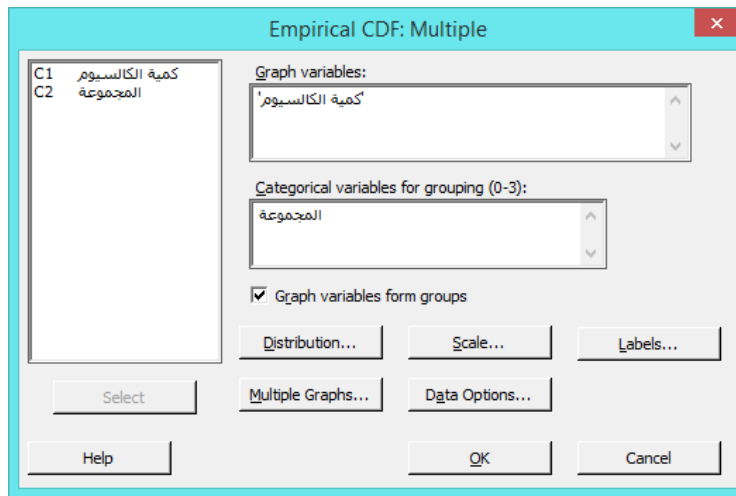 Empirical CDF: Multiple
C1 كمية الكالسيوم
C2 المجموعة
Graph variables:
'كمية الكالسيوم'
Categorical variables for grouping (0-3):
المجموعة
Graph variables form groups
Distribution... Scale... Labels...
Select Multiple Graphs... Data Options...
Help OK Cancel